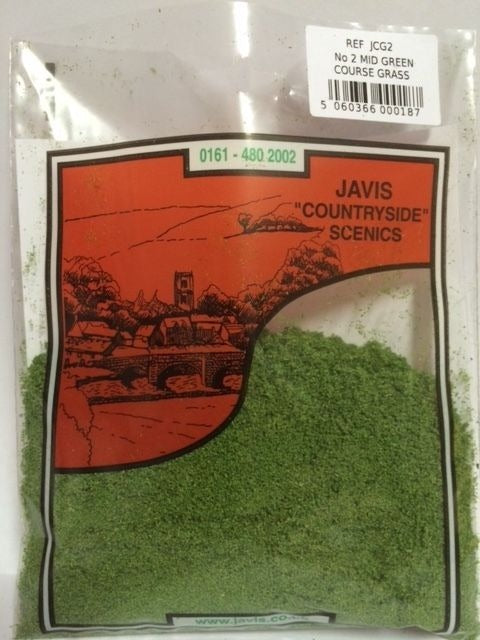 REF JCG2
No 2 MID GREEN
COURSE GRASS
5 060366 000187
0161 - 480 2002
JAVIS
"COUNTRYSIDE"
SCENICS
www.javis.co